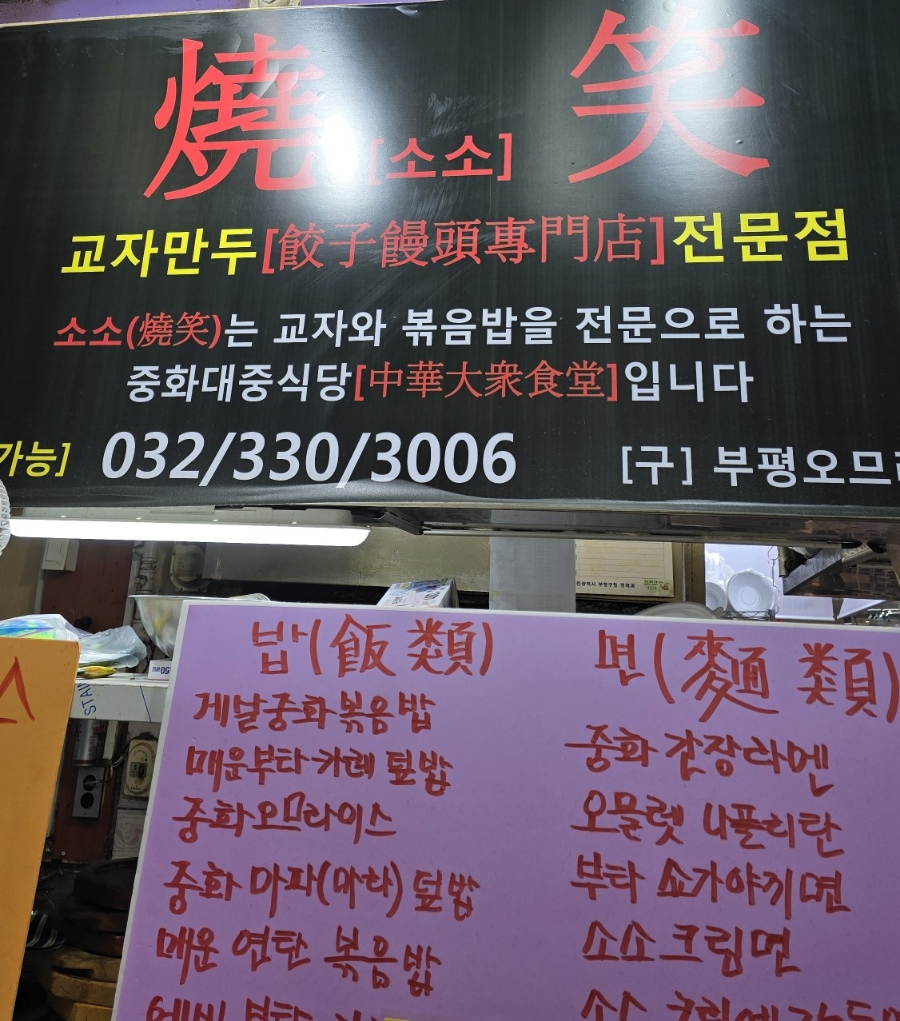 燒 [소소] 笑
교자만두[餃子饅頭專門店]전문점
소소(燒笑)는 교자와 볶음밥을 전문으로 하는
중화대중식당[中華大衆食堂]입니다
가능] 032/330/3006 [구] 부평오므
밥(飯類)
게날중화볶음밥
매운부타카레 덮밥
중화오므라이스
중화 마파(마라) 덮밥
매운 연탄 볶음밥
면(麵類)
중화 간장라멘
오믈렛 나폴리탄
부타 쇼가야끼면
소소크림면
소소